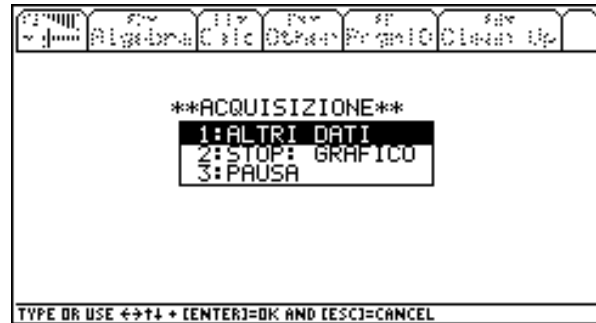 Algebra Calc Other PrgmIO Clean Up
**ACQUISIZIONE**
1:ALTRI DATI
2:STOP: GRAFICO
3:PAUSA
TYPE OR USE ←→↑↓ + [ENTER]=OK AND [ESC]=CANCEL